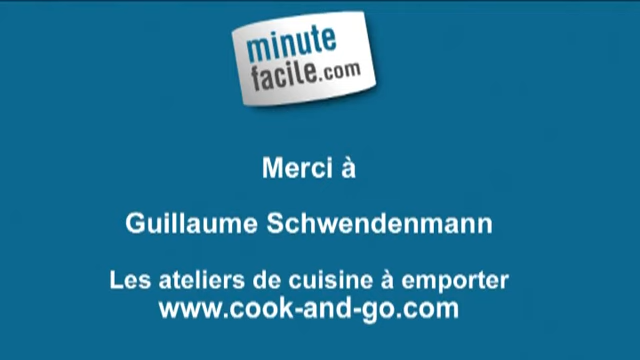 minute
facile.com
Merci à
Guillaume Schwendenmann
Les ateliers de cuisine à emporter
www.cook-and-go.com